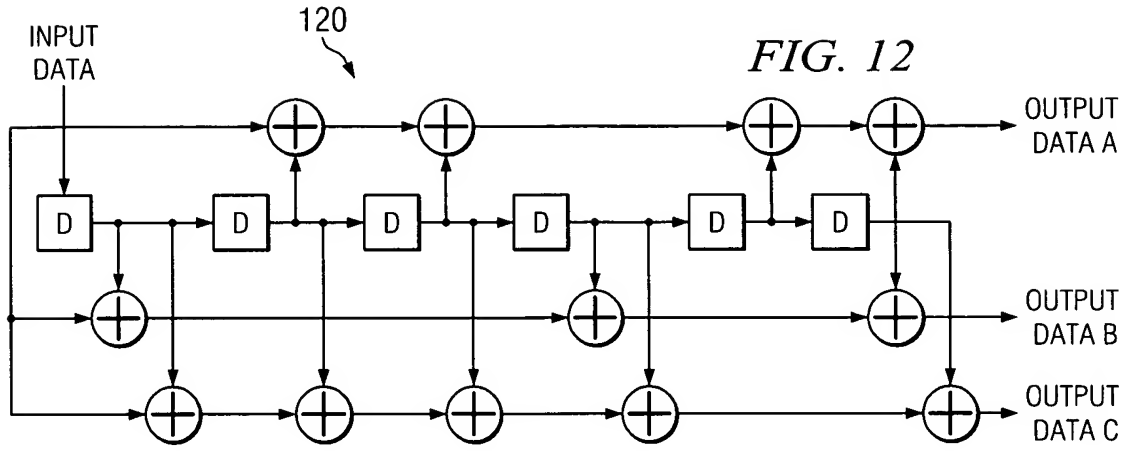 INPUT
DATA
120
FIG. 12
OUTPUT
DATA A
D
D
D
D
D
D
OUTPUT
DATA B
OUTPUT
DATA C